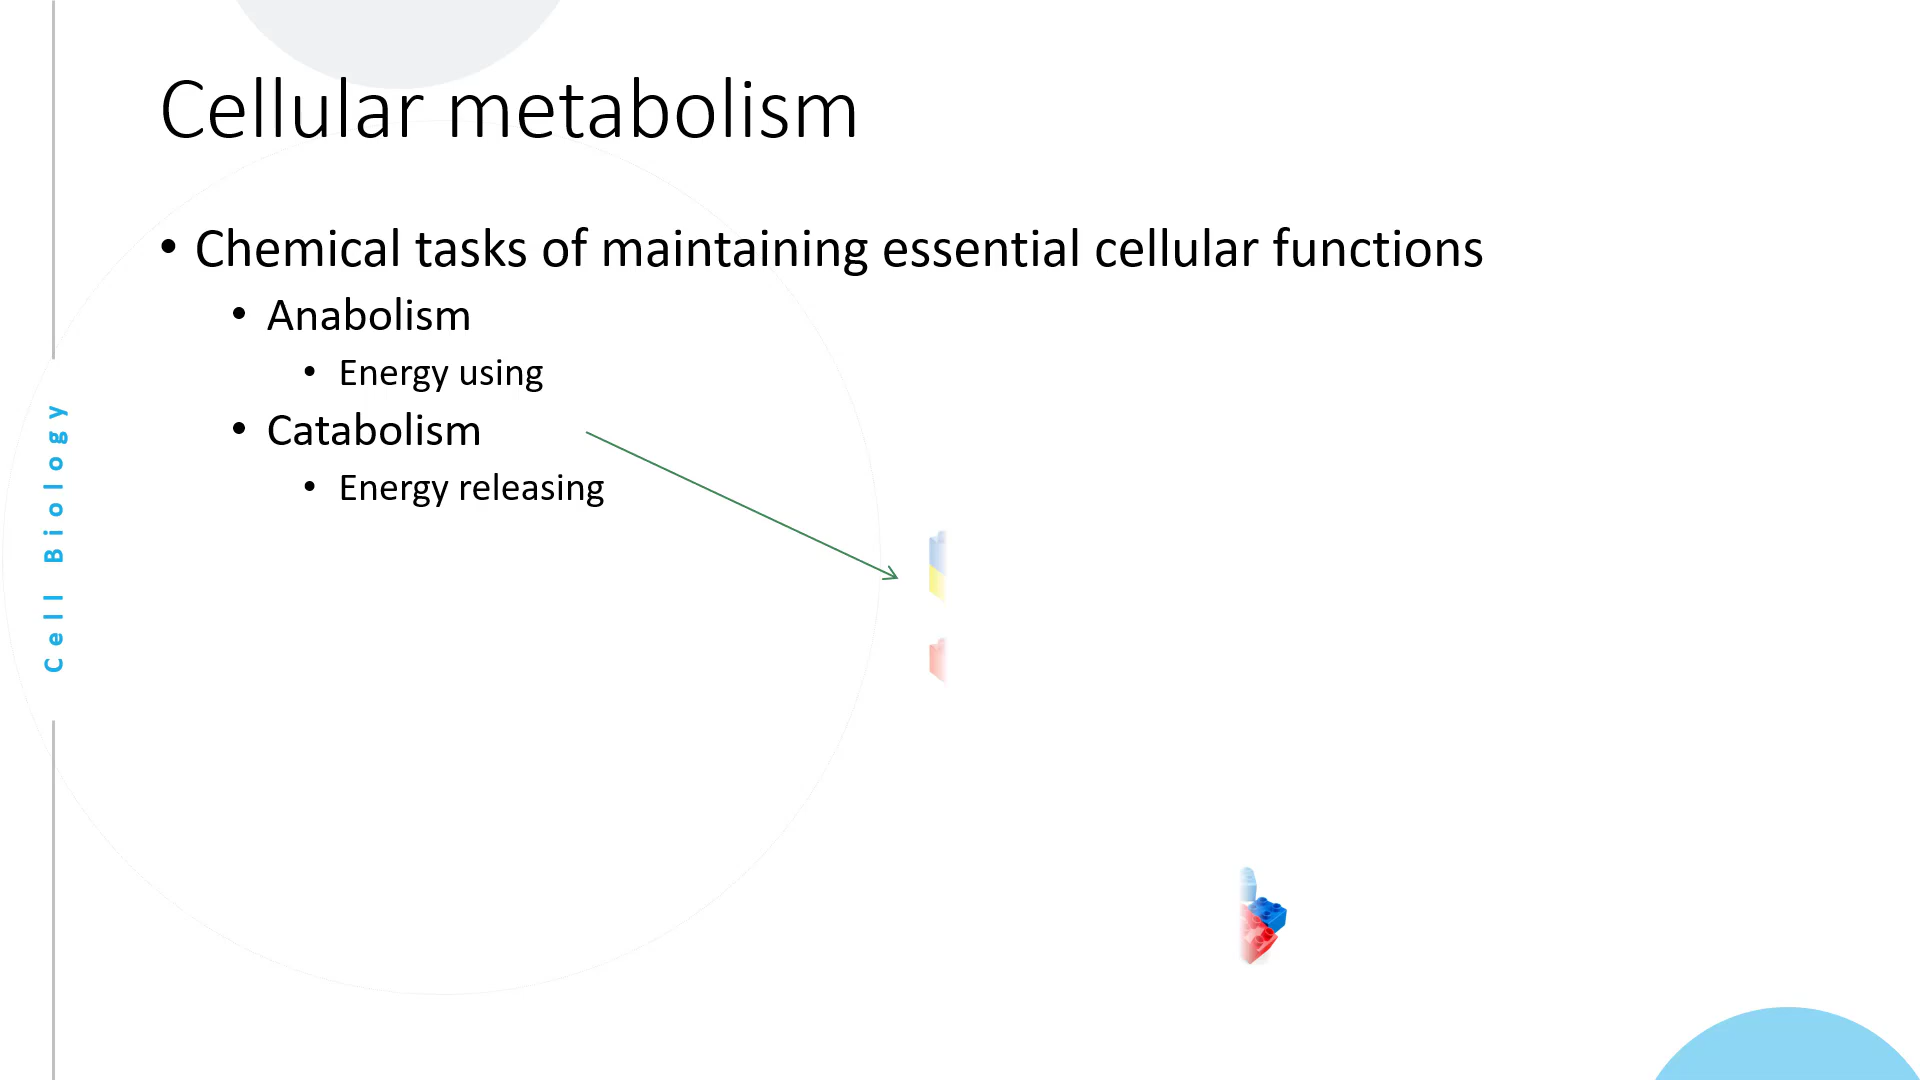 Cellular metabolism
• Chemical tasks of maintaining essential cellular functions
• Anabolism
• Energy using
• Catabolism
• Energy releasing
Cell Biology